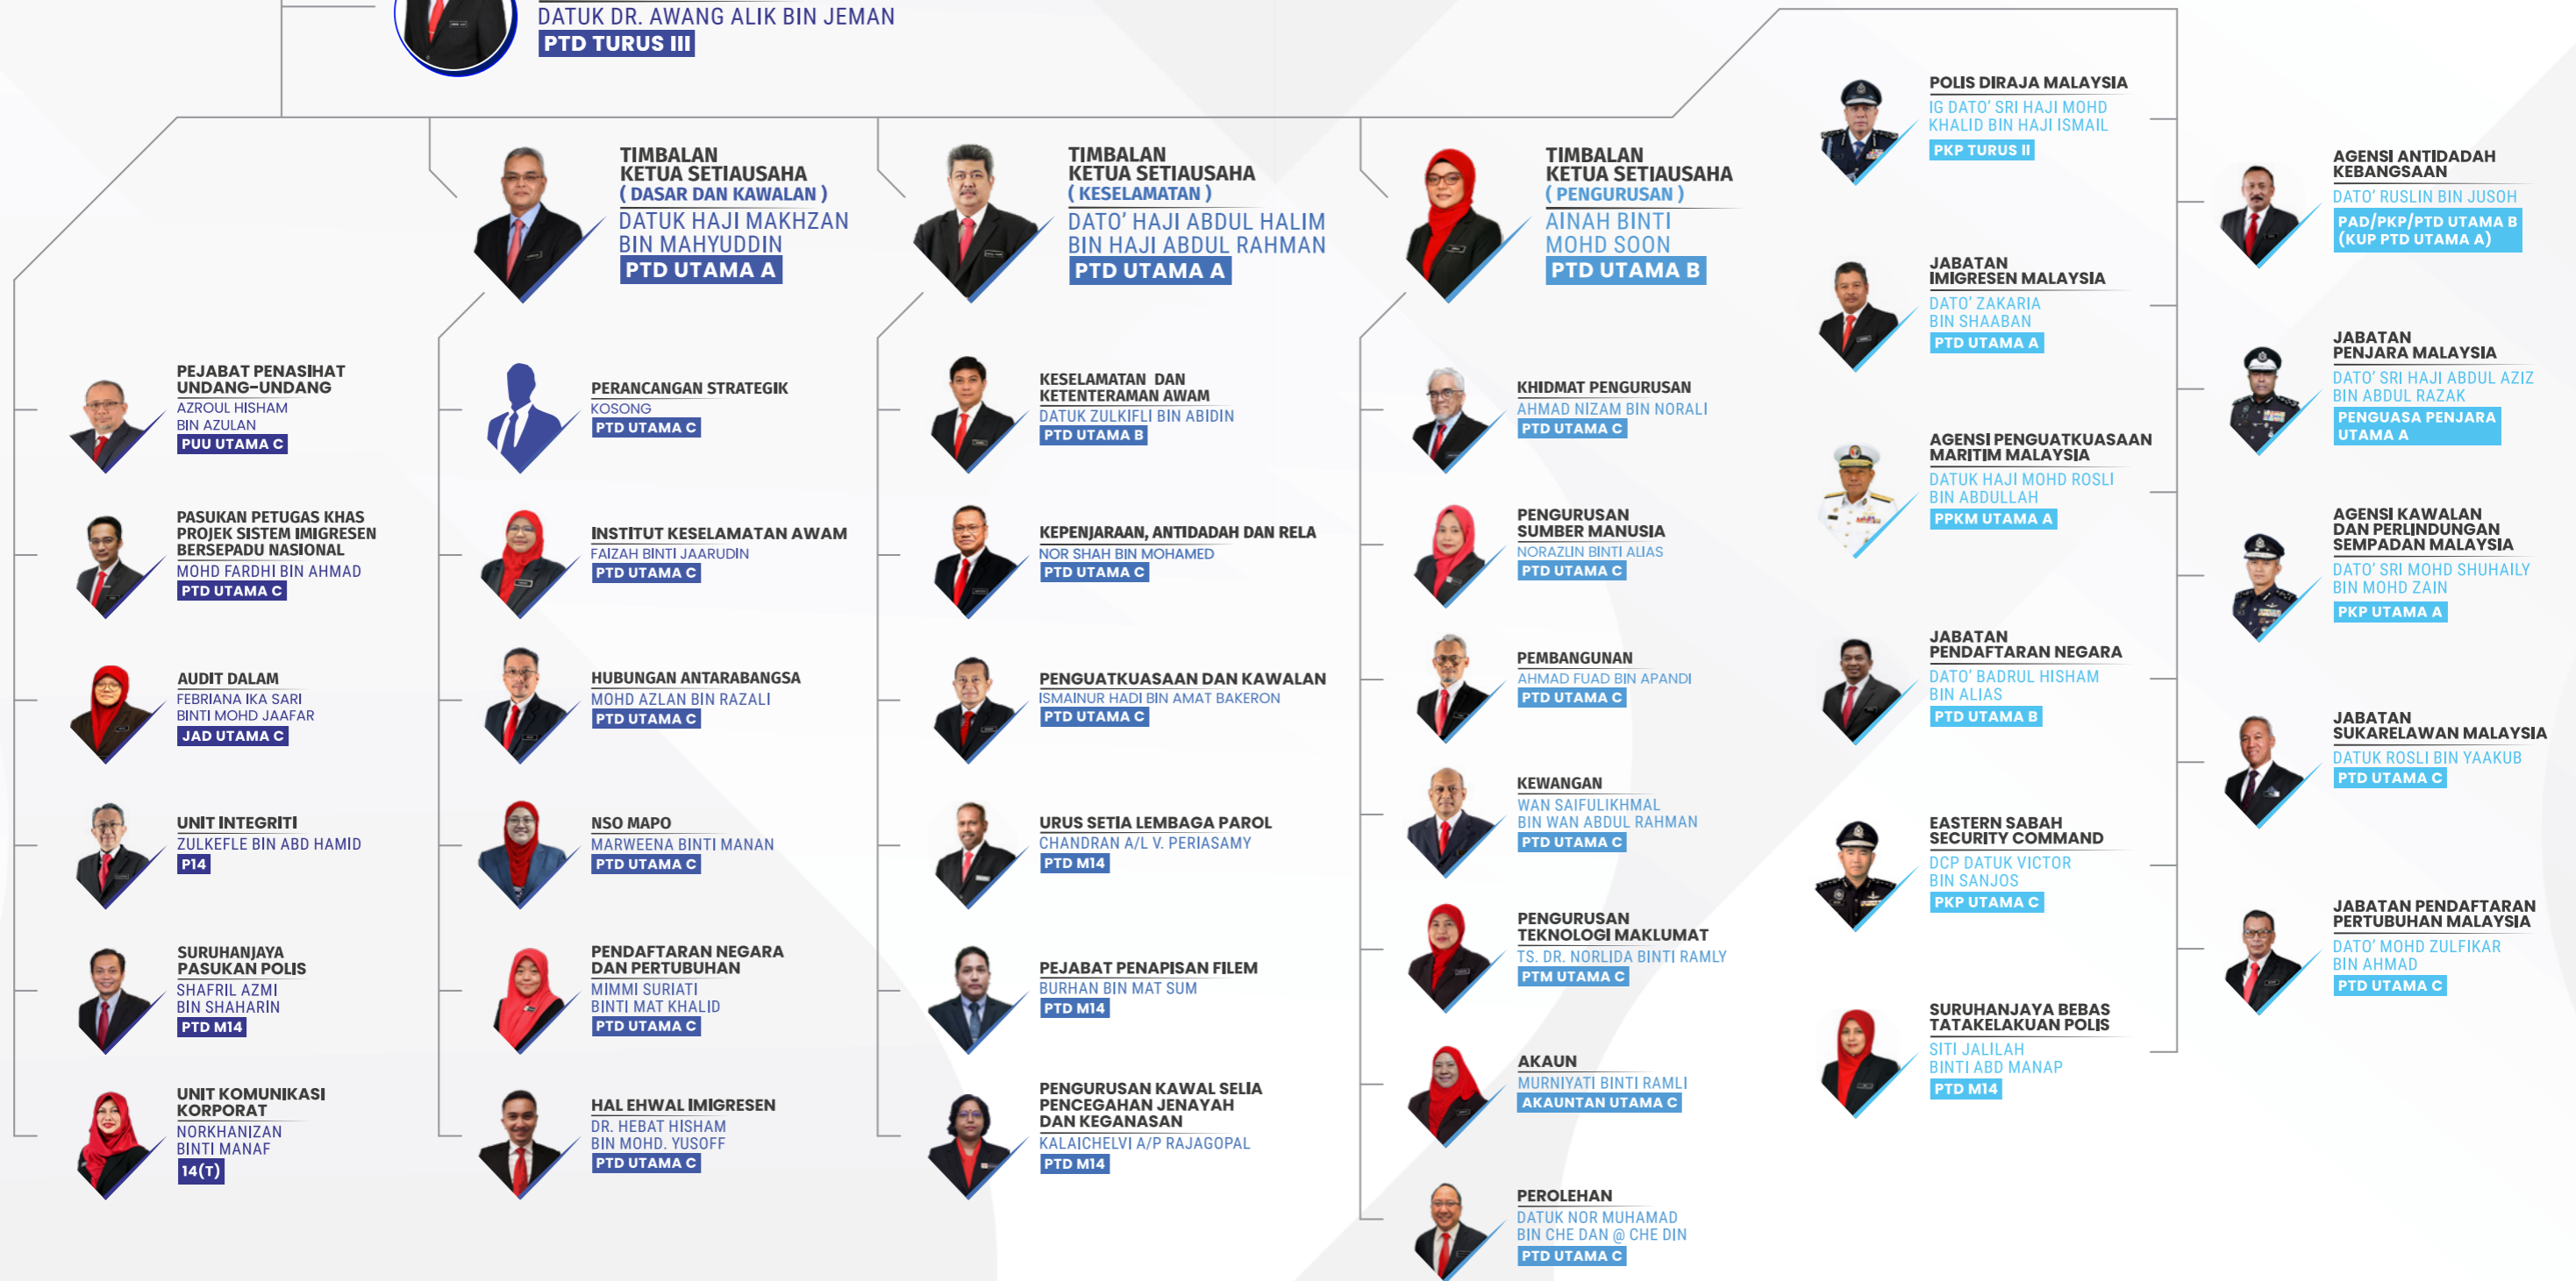 DATUK DR. AWANG ALIK BIN JEMAN
PTD TURUS III
TIMBALAN
KETUA SETIAUSAHA
( DASAR DAN KAWALAN )
DATUK HAJI MAKHZAN
BIN MAHYUDDIN
PTD UTAMA A
TIMBALAN
KETUA SETIAUSAHA
( KESELAMATAN )
DATO’ HAJI ABDUL HALIM
BIN HAJI ABDUL RAHMAN
PTD UTAMA A
TIMBALAN
KETUA SETIAUSAHA
( PENGURUSAN )
AINAH BINTI
MOHD SOON
PTD UTAMA B
PEJABAT PENASIHAT
UNDANG-UNDANG
AZROUL HISHAM
BIN AZULAN
PUU UTAMA C
PASUKAN PETUGAS KHAS
PROJEK SISTEM IMIGRESEN
BERSEPADU NASIONAL
MOHD FARDHI BIN AHMAD
PTD UTAMA C
AUDIT DALAM
FEBRIANA IKA SARI
BINTI MOHD JAAFAR
JAD UTAMA C
UNIT INTEGRITI
ZULKEFLE BIN ABD HAMID
P14
SURUHANJAYA
PASUKAN POLIS
SHAFRIL AZMI
BIN SHAHARIN
PTD M14
UNIT KOMUNIKASI
KORPORAT
NORKHANIZAN
BINTI MANAF
14(T)
PERANCANGAN STRATEGIK
KOSONG
PTD UTAMA C
INSTITUT KESELAMATAN AWAM
FAIZAH BINTI JAARUDIN
PTD UTAMA C
HUBUNGAN ANTARABANGSA
MOHD AZLAN BIN RAZALI
PTD UTAMA C
NSO MAPO
MARWEENA BINTI MANAN
PTD UTAMA C
PENDAFTARAN NEGARA
DAN PERTUBUHAN
MIMMI SURIATI
BINTI MAT KHALID
PTD UTAMA C
HAL EHWAL IMIGRESEN
DR. HEBAT HISHAM
BIN MOHD. YUSOFF
PTD UTAMA C
KESELAMATAN DAN
KETENTERAMAN AWAM
DATUK ZULKIFLI BIN ABIDIN
PTD UTAMA B
KEPENJARAAN, ANTIDADAH DAN RELA
NOR SHAH BIN MOHAMED
PTD UTAMA C
PENGUATKUASAAN DAN KAWALAN
ISMAINUR HADI BIN AMAT BAKERON
PTD UTAMA C
URUS SETIA LEMBAGA PAROL
CHANDRAN A/L V. PERIASAMY
PTD M14
PEJABAT PENAPISAN FILEM
BURHAN BIN MAT SUM
PTD M14
PENGURUSAN KAWAL SELIA
PENCEGAHAN JENAYAH
DAN KEGANASAN
KALAICHELVI A/P RAJAGOPAL
PTD M14
KHIDMAT PENGURUSAN
AHMAD NIZAM BIN NORALI
PTD UTAMA C
PENGURUSAN
SUMBER MANUSIA
NORAZLIN BINTI ALIAS
PTD UTAMA C
PEMBANGUNAN
AHMAD FUAD BIN APANDI
PTD UTAMA C
KEWANGAN
WAN SAIFULIKHMAL
BIN WAN ABDUL RAHMAN
PTD UTAMA C
PENGURUSAN
TEKNOLOGI MAKLUMAT
TS. DR. NORLIDA BINTI RAMLY
PTM UTAMA C
AKAUN
MURNIYATI BINTI RAMLI
AKAUNTAN UTAMA C
PEROLEHAN
DATUK NOR MUHAMAD
BIN CHE DAN @ CHE DIN
PTD UTAMA C
POLIS DIRAJA MALAYSIA
IG DATO’ SRI HAJI MOHD
KHALID BIN HAJI ISMAIL
PKP TURUS II
JABATAN
IMIGRESEN MALAYSIA
DATO’ ZAKARIA
BIN SHAABAN
PTD UTAMA A
AGENSI PENGUATKUASAAN
MARITIM MALAYSIA
DATUK HAJI MOHD ROSLI
BIN ABDULLAH
PPKM UTAMA A
JABATAN
PENDAFTARAN NEGARA
DATO’ BADRUL HISHAM
BIN ALIAS
PTD UTAMA B
EASTERN SABAH
SECURITY COMMAND
DCP DATUK VICTOR
BIN SANJOS
PKP UTAMA C
SURUHANJAYA BEBAS
TATAKELAKUAN POLIS
SITI JALILAH
BINTI ABD MANAP
PTD M14
AGENSI ANTIDADAH
KEBANGSAAN
DATO’ RUSLIN BIN JUSOH
PAD/PKP/PTD UTAMA B
(KUP PTD UTAMA A)
JABATAN
PENJARA MALAYSIA
DATO’ SRI HAJI ABDUL AZIZ
BIN ABDUL RAZAK
PENGUASA PENJARA
UTAMA A
AGENSI KAWALAN
DAN PERLINDUNGAN
SEMPADAN MALAYSIA
DATO’ SRI MOHD SHUHAILY
BIN MOHD ZAIN
PKP UTAMA A
JABATAN
SUKARELAWAN MALAYSIA
DATUK ROSLI BIN YAAKUB
PTD UTAMA C
JABATAN PENDAFTARAN
PERTUBUHAN MALAYSIA
DATO’ MOHD ZULFIKAR
BIN AHMAD
PTD UTAMA C